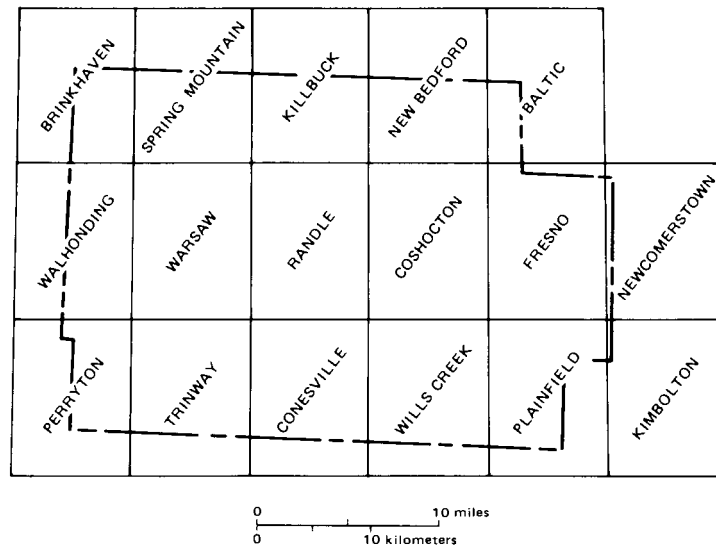 BRINKHAVEN
SPRING MOUNTAIN
KILLBUCK
NEW BEDFORD
BALTIC
WALHONDING
WARSAW
RANDLE
COSHOCTON
FRESNO
NEWCOMERSTOWN
PERRYTON
TRINWAY
CONESVILLE
WILLS CREEK
PLAINFIELD
KIMBOLTON
0 10 miles
0 10 kilometers